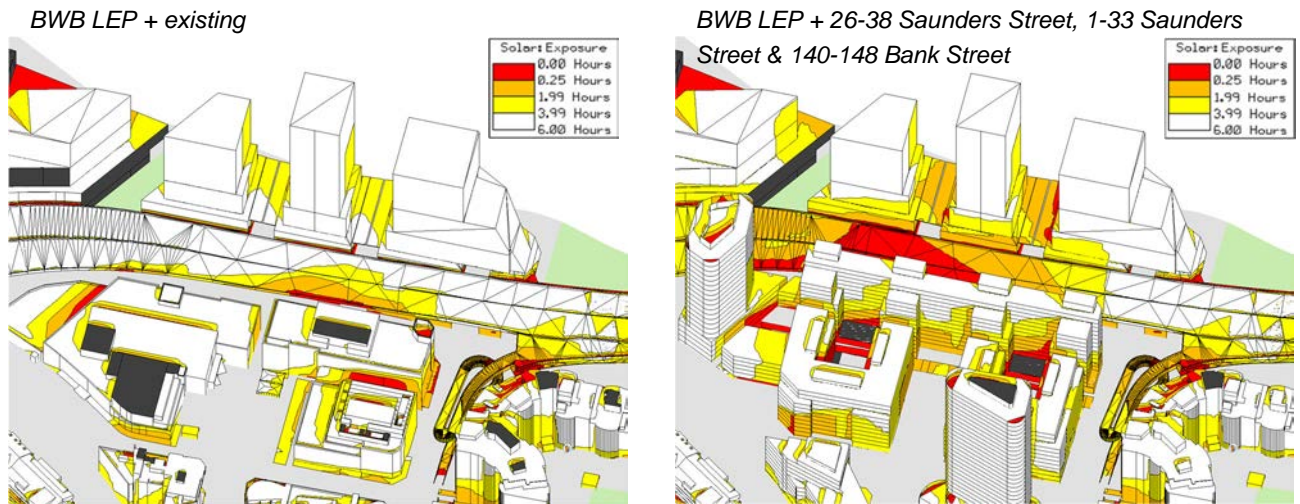 BWB LEP + existing
Solar: Exposure
0.00 Hours
0.25 Hours
1.99 Hours
3.99 Hours
6.00 Hours
BWB LEP + 26-38 Saunders Street, 1-33 Saunders
Street & 140-148 Bank Street
Solar: Exposure
0.00 Hours
0.25 Hours
1.99 Hours
3.99 Hours
6.00 Hours